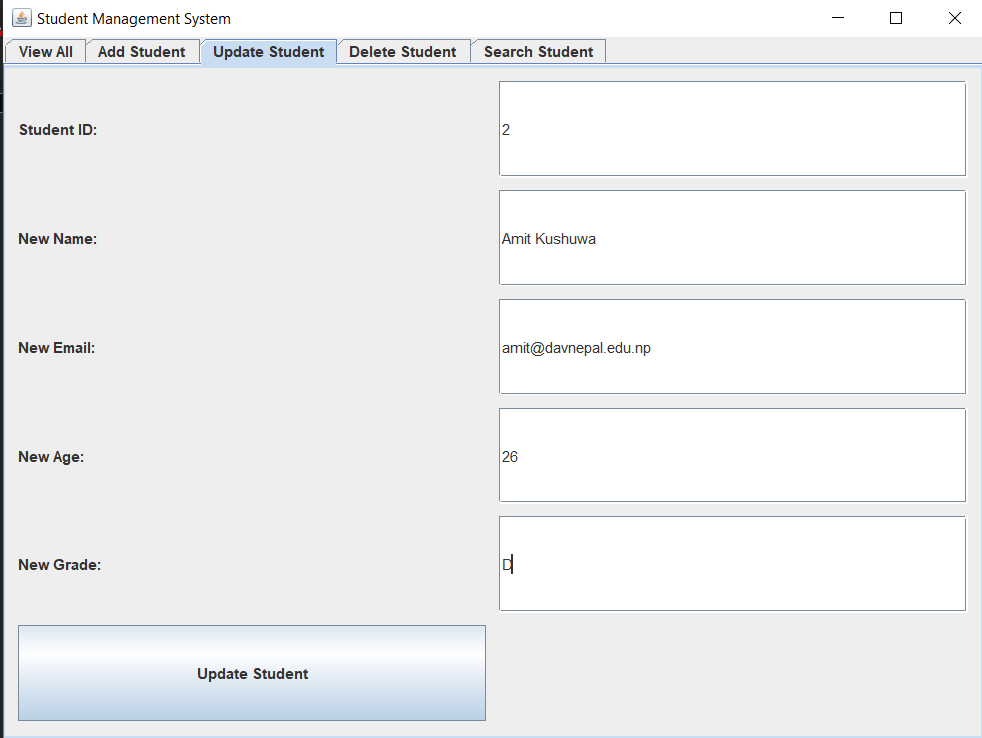 Student Management System
View All Add Student Update Student Delete Student Search Student
Student ID: 2
New Name: Amit Kushuwa
New Email: amit@davnepal.edu.np
New Age: 26
New Grade: D
Update Student